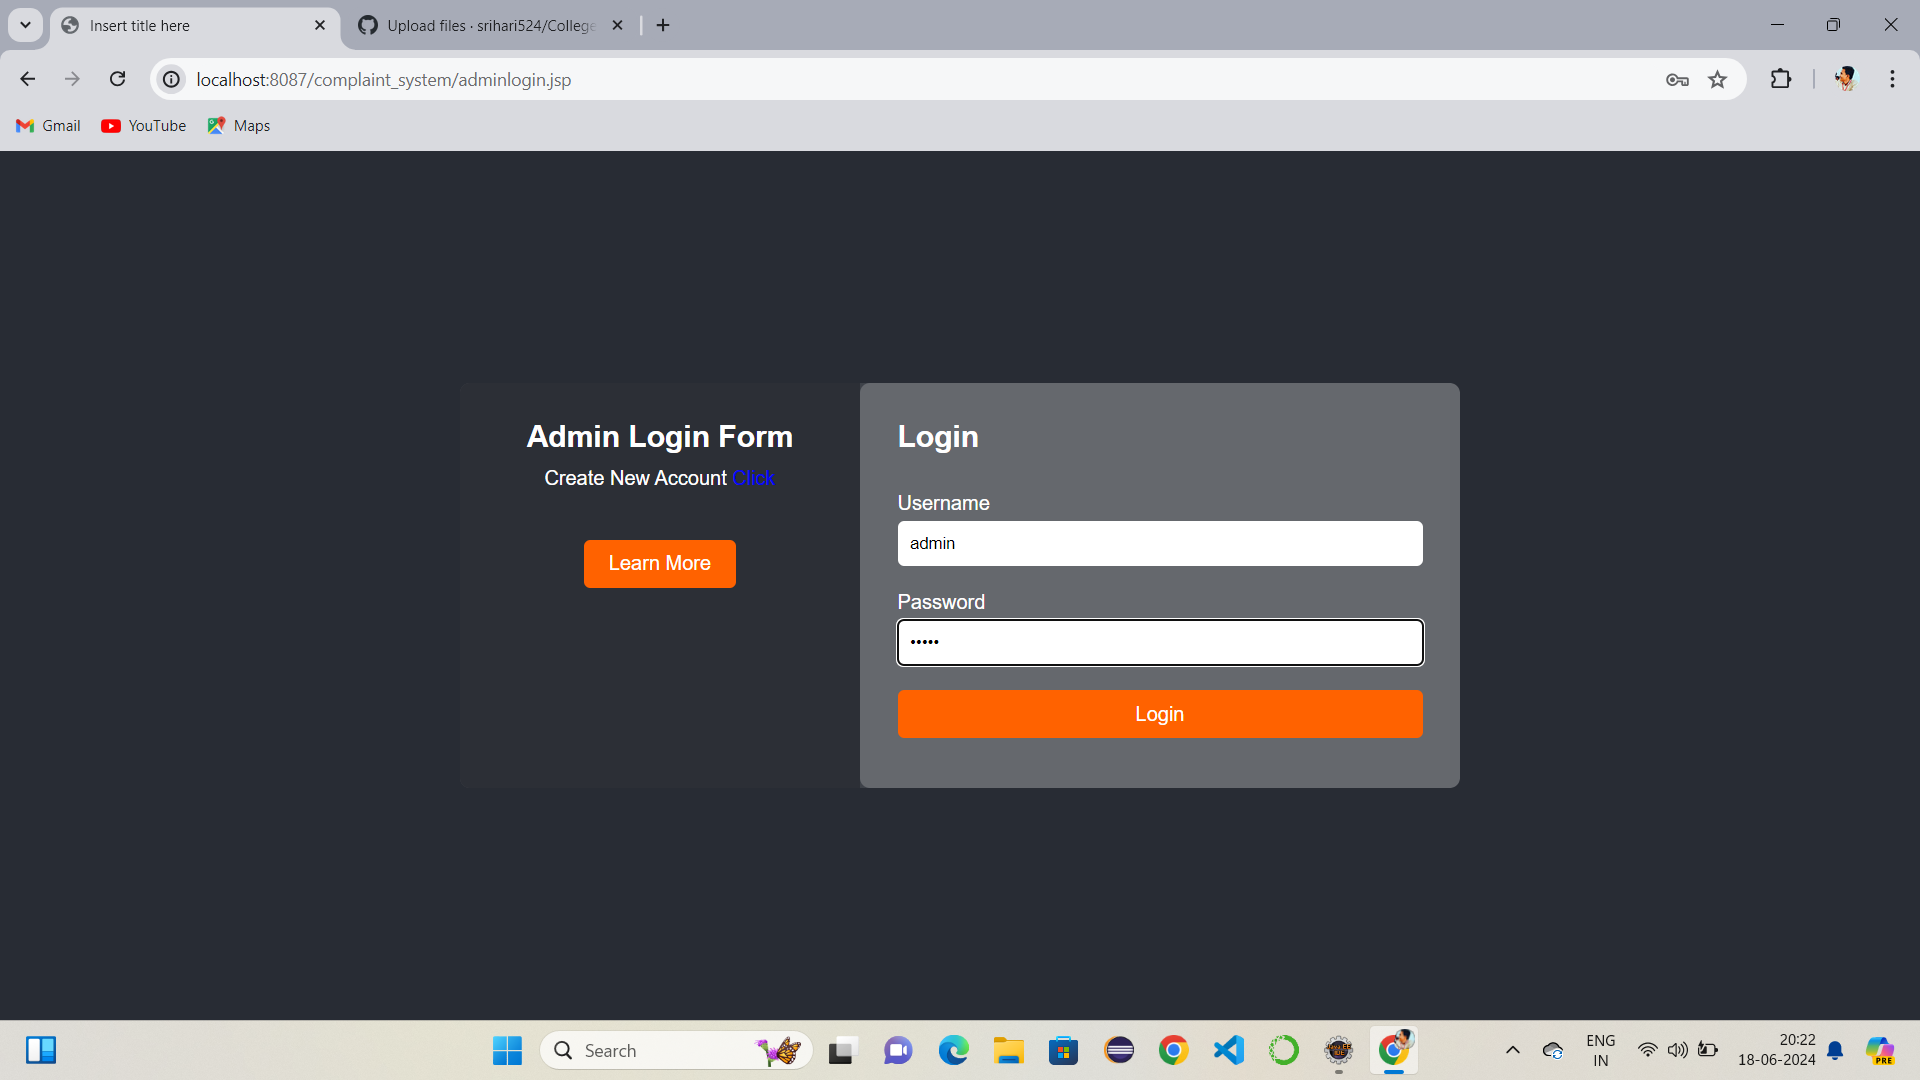 Insert title here
Upload files · srihari524/College
localhost:8087/complaint_system/adminlogin.jsp
Gmail
YouTube
Maps
Admin Login Form
Create New Account Click
Learn More
Login
Username
admin
Password
•••••
Login
Search
ENG
IN
20:22
18-06-2024
PRE